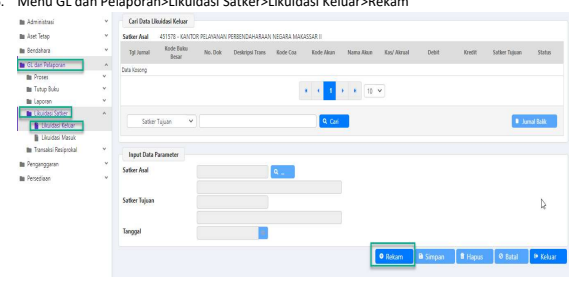 Menu GL dan Pelaporan>Likuidasi Satker>Likuidasi Keluar>Rekam
Administrasi
Aset Tetap
Bendahara
GL dan Pelaporan
Proses
Tutup Buku
Laporan
Likuidasi Satker
Likuidasi Keluar
Likuidasi Masuk
Transaksi Resiprokal
Penganggaran
Persediaan
Cari Data Likuidasi Keluar
Satker Asal 451578 - KANTOR PELAYANAN PERBENDAHARAAN NEGARA MAKASSAR II
Tgl Jurnal Kode Buku Besar No. Dok Deskripsi Trans Kode Coa Kode Akun Nama Akun Kas/ Akrual Debit Kredit Satker Tujuan Status
Data Kosong
1 10
Satker Tujuan Cari Jurnal Balik
Input Data Parameter
Satker Asal ...
Satker Tujuan
Tanggal
Rekam Simpan Hapus Batal Keluar